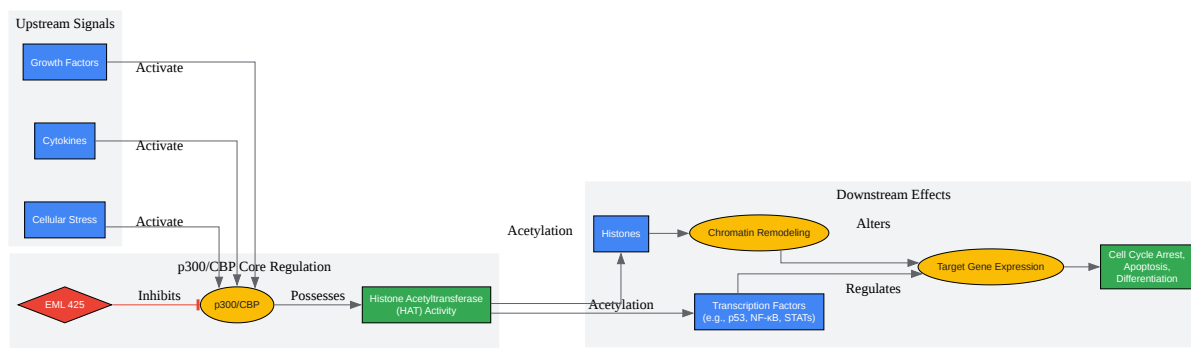 Upstream Signals
Growth Factors
Activate
Cytokines
Activate
Cellular Stress
Activate
p300/CBP Core Regulation
EML 425
Inhibits
p300/CBP
Possesses
Histone Acetyltransferase
(HAT) Activity
Acetylation
Acetylation
Downstream Effects
Histones
Chromatin Remodeling
Alters
Transcription Factors
(e.g., p53, NF-κB, STATs)
Regulates
Target Gene Expression
Cell Cycle Arrest,
Apoptosis,
Differentiation